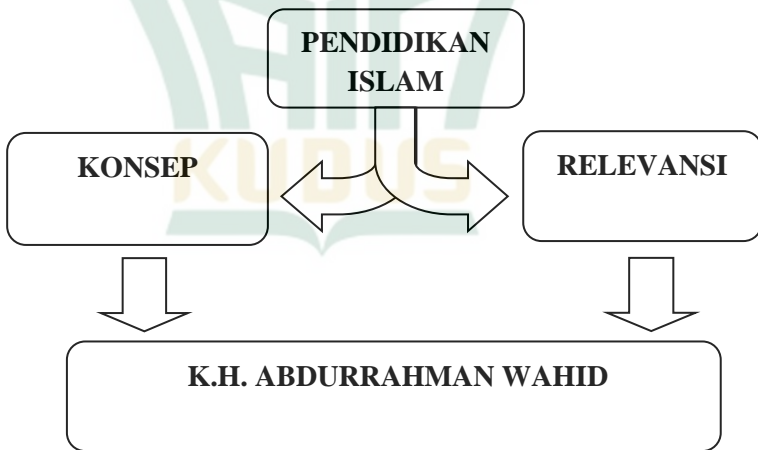 PENDIDIKAN
ISLAM
KONSEP
RELEVANSI
KUDUS
K.H. ABDURRAHMAN WAHID